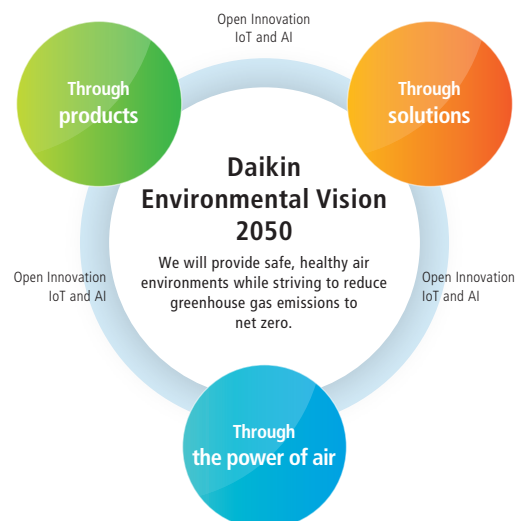 Open Innovation
IoT and AI
Through
products
Through
solutions
Daikin
Environmental Vision
2050
We will provide safe, healthy air
environments while striving to reduce
greenhouse gas emissions to
net zero.
Open Innovation
IoT and AI
Open Innovation
IoT and AI
Through
the power of air